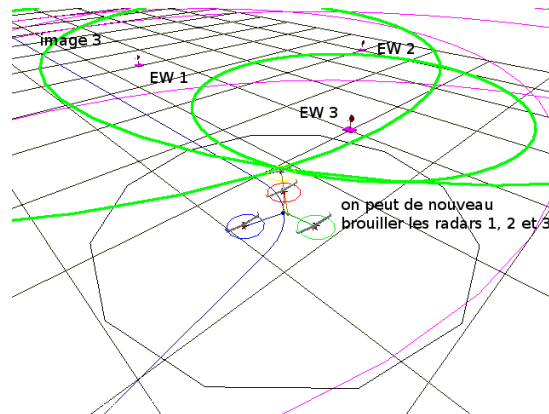 image 3
EW 1
EW 2
EW 3
on peut de nouveau
brouiller les radars 1, 2 et 3